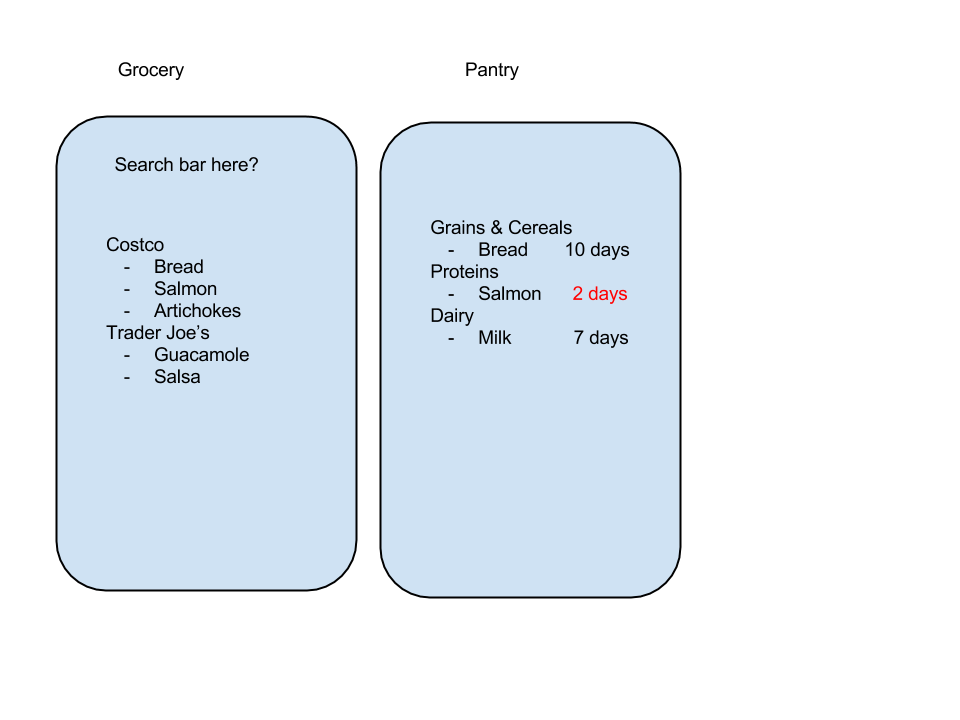 Grocery
Pantry
Search bar here?
Costco
- Bread
- Salmon
- Artichokes
Trader Joe’s
- Guacamole
- Salsa
Grains & Cereals
- Bread 10 days
Proteins
- Salmon 2 days
Dairy
- Milk 7 days